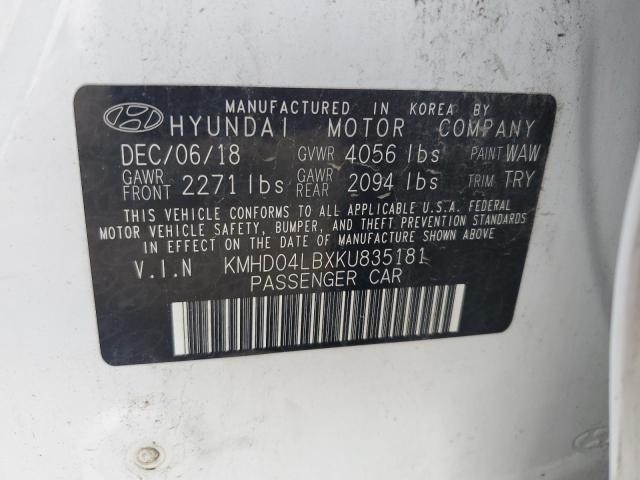 MANUFACTURED IN KOREA BY
HYUNDAI MOTOR COMPANY
DEC/06/18 GVWR 4056 lbs PAINT WAW
GAWR FRONT 2271 lbs GAWR REAR 2094 lbs TRIM TRY
THIS VEHICLE CONFORMS TO ALL APPLICABLE U.S.A. FEDERAL
MOTOR VEHICLE SAFETY, BUMPER, AND THEFT PREVENTION STANDARDS
IN EFFECT ON THE DATE OF MANUFACTURE SHOWN ABOVE.
V.I.N KMHD04LBXKU835181
PASSENGER CAR